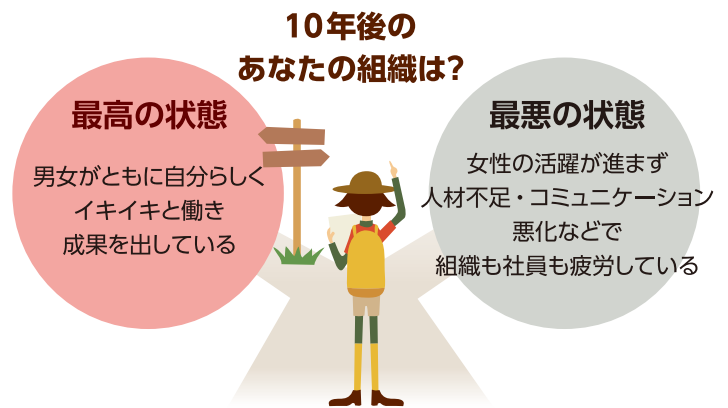 10年後の
あなたの組織は?
最高の状態
男女がともに自分らしく
イキイキと働き
成果を出している
最悪の状態
女性の活躍が進まず
人材不足・コミュニケーション
悪化などで
組織も社員も疲労している